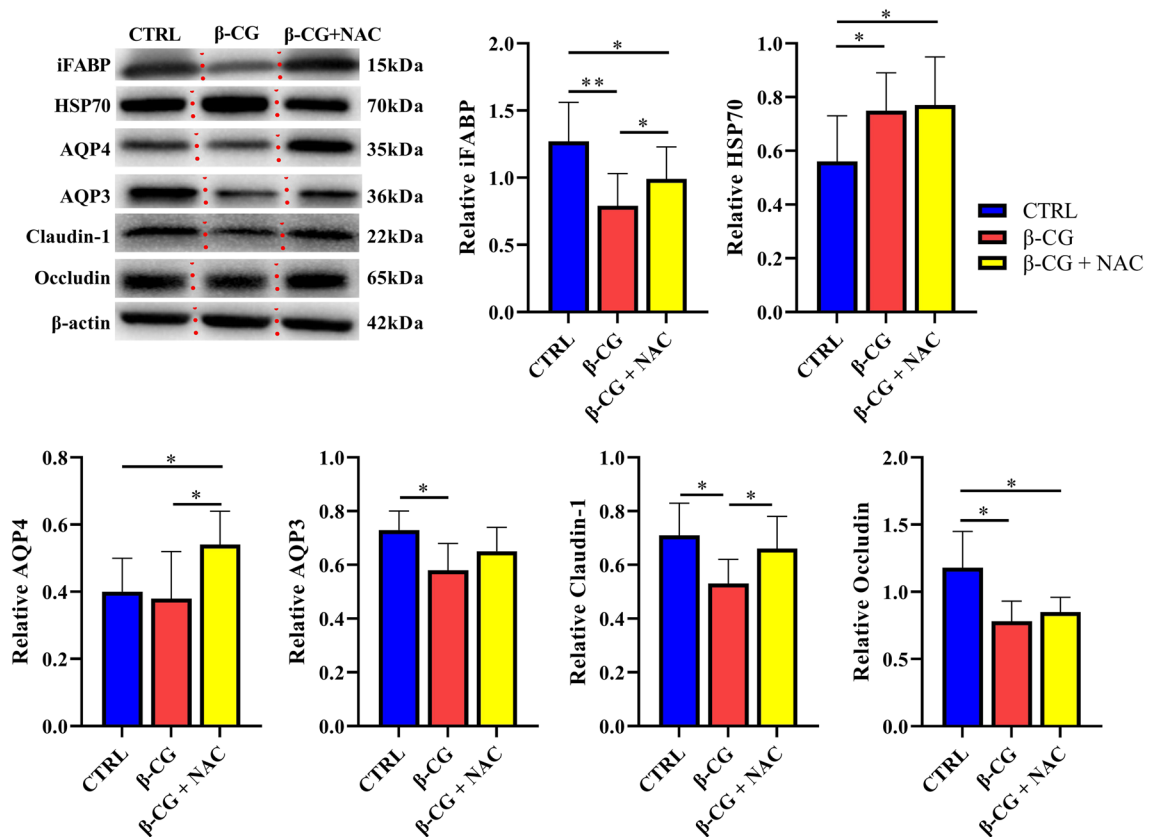 CTRL β-CG β-CG+NAC
iFABP 15kDa
HSP70 70kDa
AQP4 35kDa
AQP3 36kDa
Claudin-1 22kDa
Occludin 65kDa
β-actin 42kDa
Relative iFABP
2.0
1.5
1.0
0.5
0.0
*
**
*
CTRL
β-CG
β-CG + NAC
Relative HSP70
1.0
0.8
0.6
0.4
0.2
0.0
*
*
CTRL
β-CG
β-CG + NAC
CTRL
β-CG
β-CG + NAC
Relative AQP4
0.8
0.6
0.4
0.2
0.0
*
*
CTRL
β-CG
β-CG + NAC
Relative AQP3
1.0
0.8
0.6
0.4
0.2
0.0
*
CTRL
β-CG
β-CG + NAC
Relative Claudin-1
1.0
0.8
0.6
0.4
0.2
0.0
*
*
CTRL
β-CG
β-CG + NAC
Relative Occludin
2.0
1.5
1.0
0.5
0.0
*
*
CTRL
β-CG
β-CG + NAC